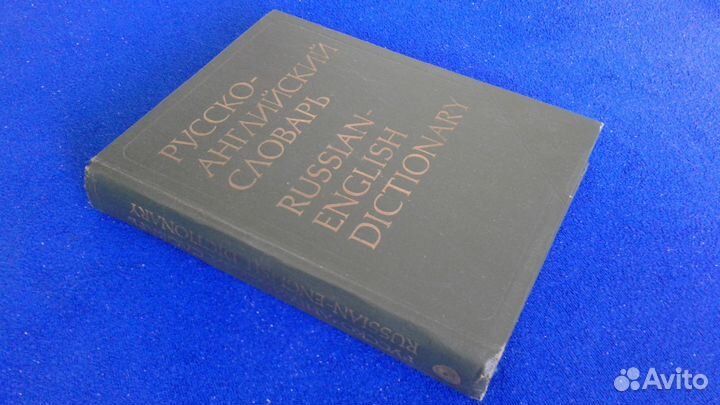 РУССКО-
АНГЛИЙСКИЙ
СЛОВАРЬ
RUSSIAN-
ENGLISH
DICTIONARY
RUSSIAN-ENGLISH DICTIONARY
Avito